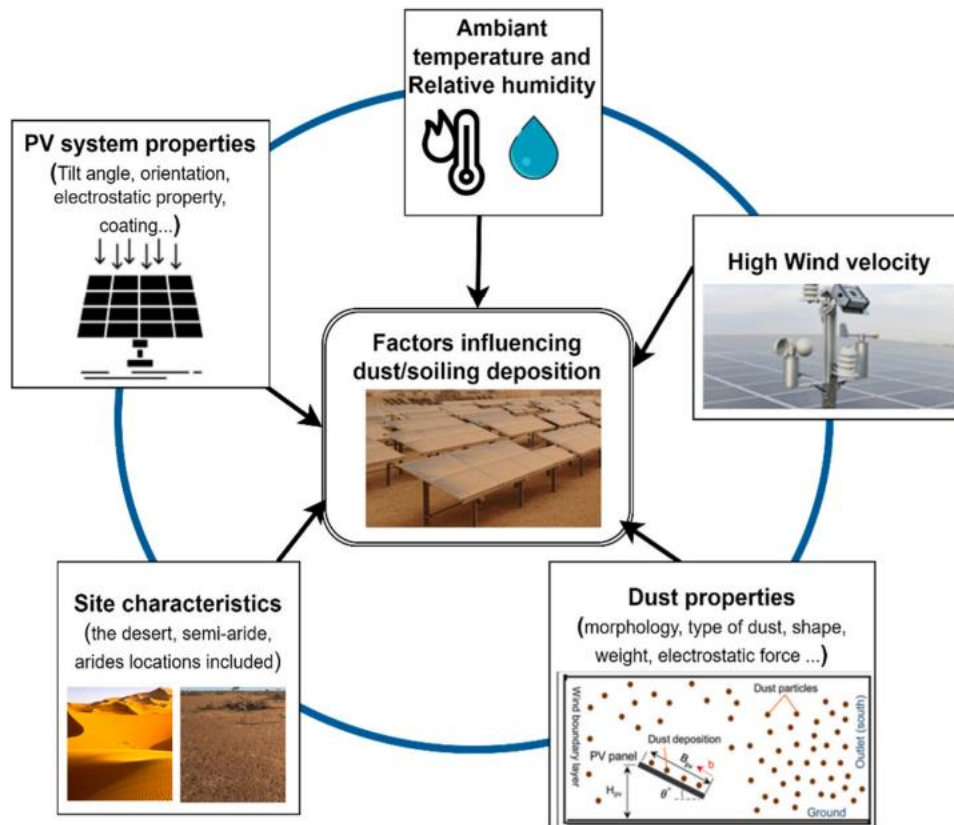 Ambiant
temperature and
Relative humidity
PV system properties
(Tilt angle, orientation,
electrostatic property,
coating...)
High Wind velocity
Factors influencing
dust/soiling deposition
Site characteristics
(the desert, semi-aride,
arides locations included)
Dust properties
(morphology, type of dust, shape,
weight, electrostatic force ...)
Wind boundary layer
Dust particles
Outlet (south)
Dust deposition
PV panel
B_pv
b
H_pv
θ°
Ground